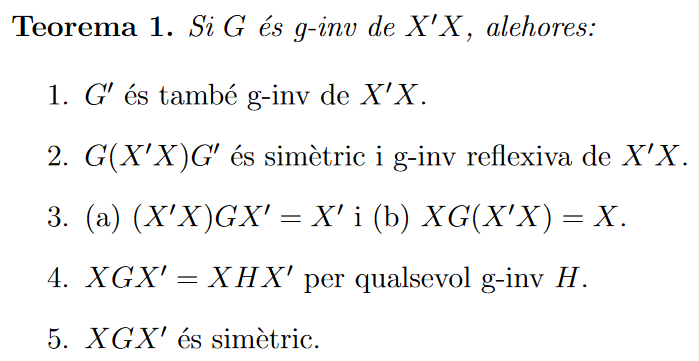 Teorema 1. Si G és g-inv de X′X, alehores:
1. G′ és també g-inv de X′X.
2. G(X′X)G′ és simètric i g-inv reflexiva de X′X.
3. (a) (X′X)GX′ = X′ i (b) XG(X′X) = X.
4. XGX′ = XHX′ per qualsevol g-inv H.
5. XGX′ és simètric.